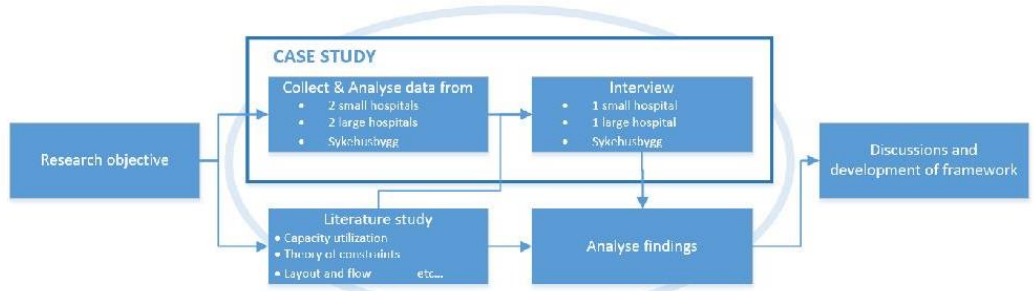 CASE STUDY
Collect & Analyse data from
• 2 small hospitals
• 2 large hospitals
• Sykehusbygg
Interview
• 1 small hospital
• 1 large hospital
• Sykehusbygg
Research objective
Discussions and
development of framework
Literature study
• Capacity utilization
• Theory of constraints
• Layout and flow etc...
Analyse findings